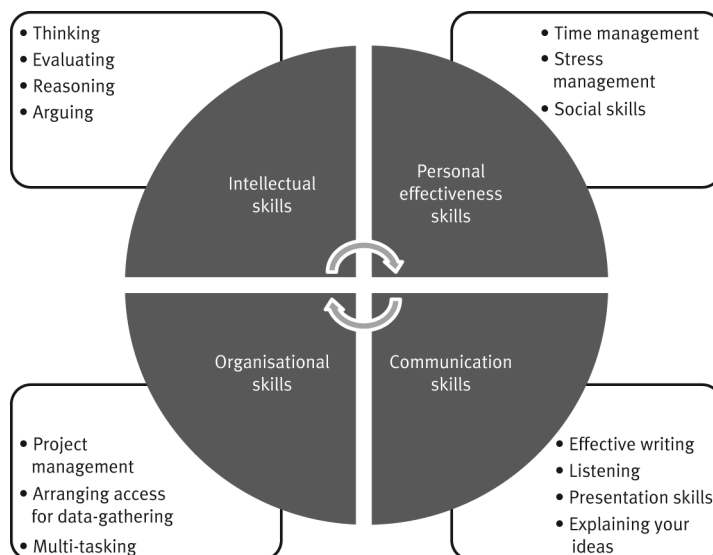 • Thinking
• Evaluating
• Reasoning
• Arguing
• Time management
• Stress
management
• Social skills
Intellectual
skills
Personal
effectiveness
skills
Organisational
skills
Communication
skills
• Project
management
• Arranging access
for data-gathering
• Multi-tasking
• Effective writing
• Listening
• Presentation skills
• Explaining your
ideas